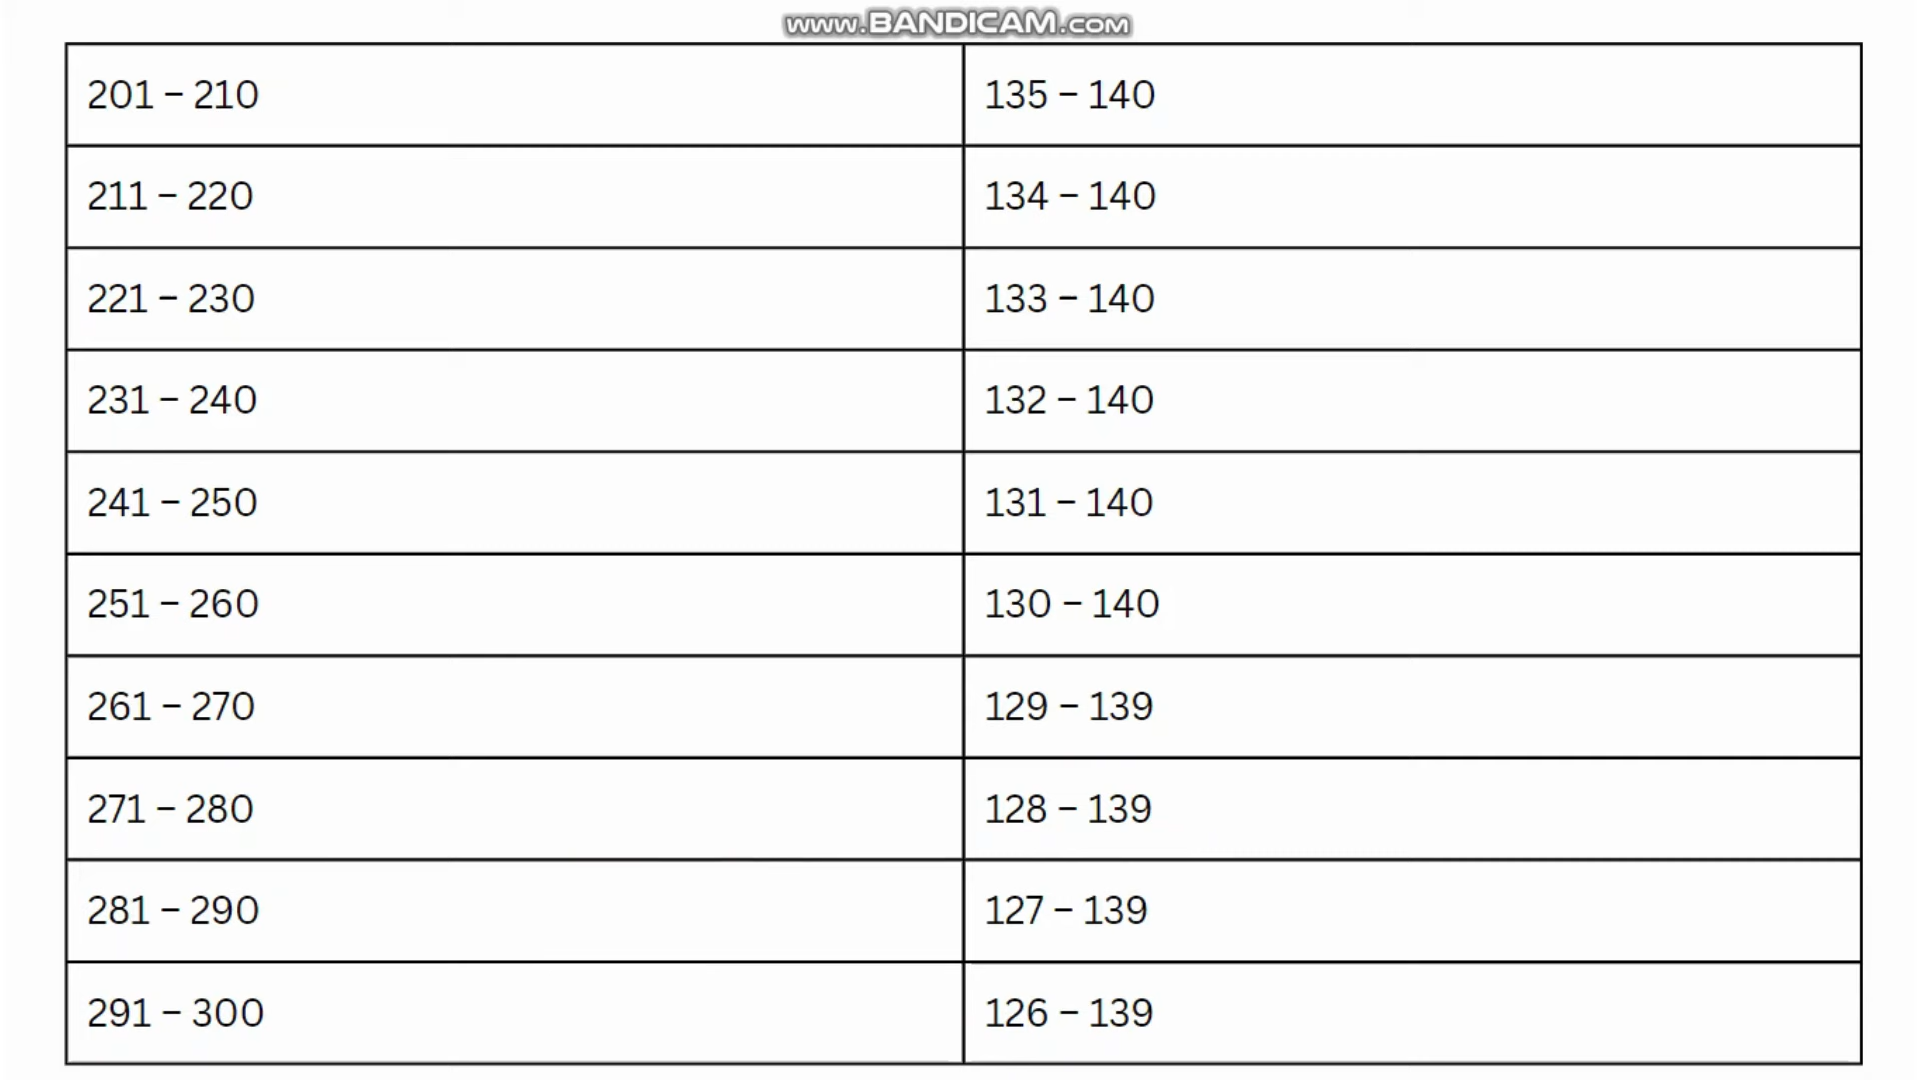 www.BANDICAM.com
201 – 210 135 – 140
211 – 220 134 – 140
221 – 230 133 – 140
231 – 240 132 – 140
241 – 250 131 – 140
251 – 260 130 – 140
261 – 270 129 – 139
271 – 280 128 – 139
281 – 290 127 – 139
291 – 300 126 – 139